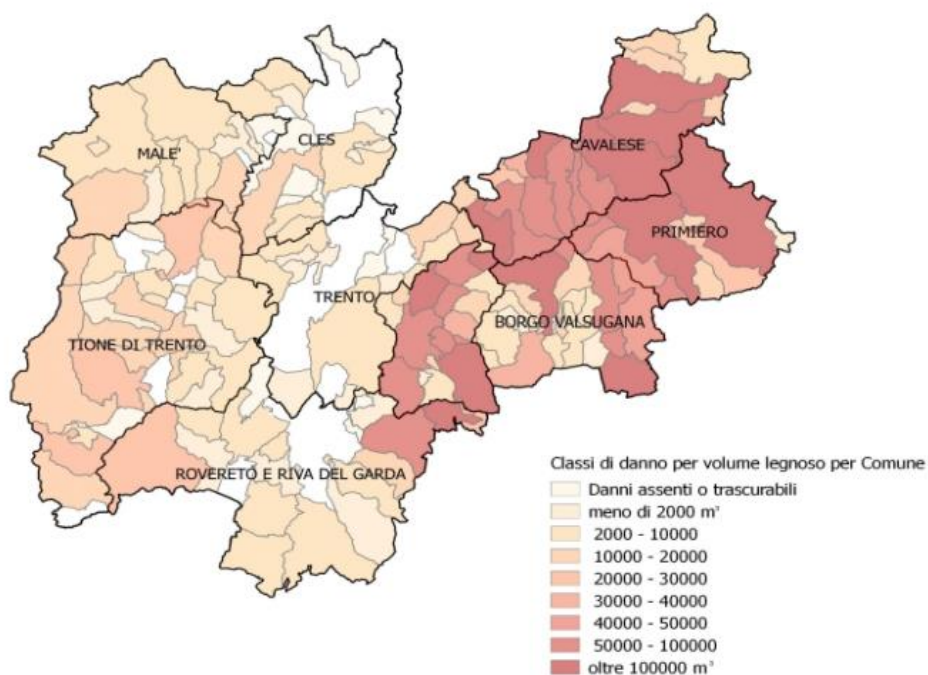 CLES
MALE'
CAVALESE
PRIMIERO
TRENTO
BORGO VALSUGANA
TIONE DI TRENTO
ROVERETO E RIVA DEL GARDA
Classi di danno per volume legnoso per Comune
Danni assenti o trascurabili
meno di 2000 m³
2000 - 10000
10000 - 20000
20000 - 30000
30000 - 40000
40000 - 50000
50000 - 100000
oltre 100000 m³